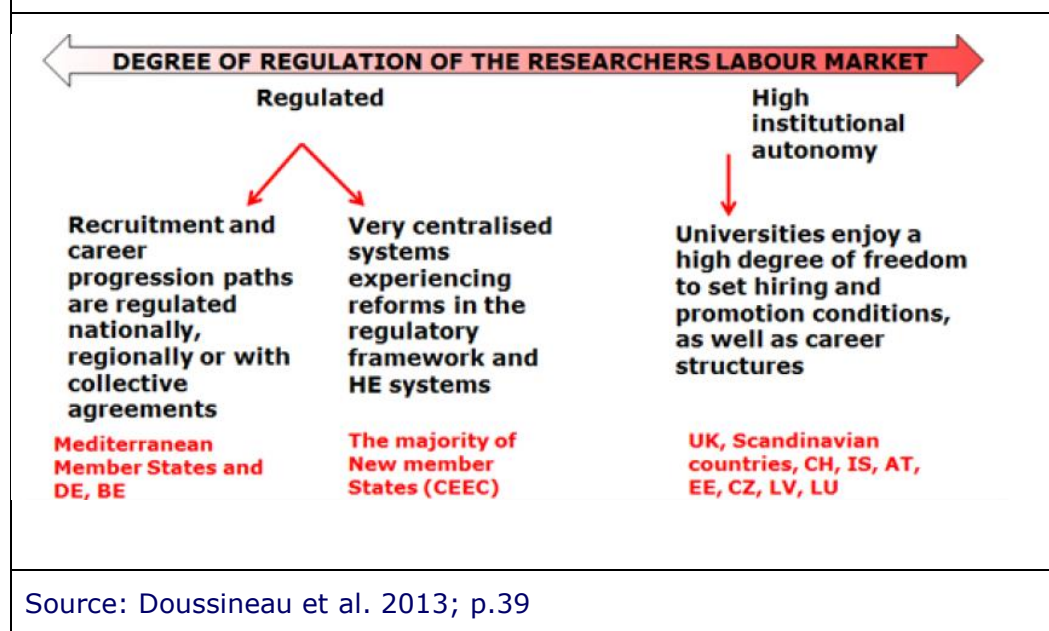 DEGREE OF REGULATION OF THE RESEARCHERS LABOUR MARKET
Regulated
Recruitment and
career
progression paths
are regulated
nationally,
regionally or with
collective
agreements
Mediterranean
Member States and
DE, BE
Very centralised
systems
experiencing
reforms in the
regulatory
framework and
HE systems
The majority of
New member
States (CEEC)
High
institutional
autonomy
Universities enjoy a
high degree of freedom
to set hiring and
promotion conditions,
as well as career
structures
UK, Scandinavian
countries, CH, IS, AT,
EE, CZ, LV, LU
Source: Doussineau et al. 2013; p.39